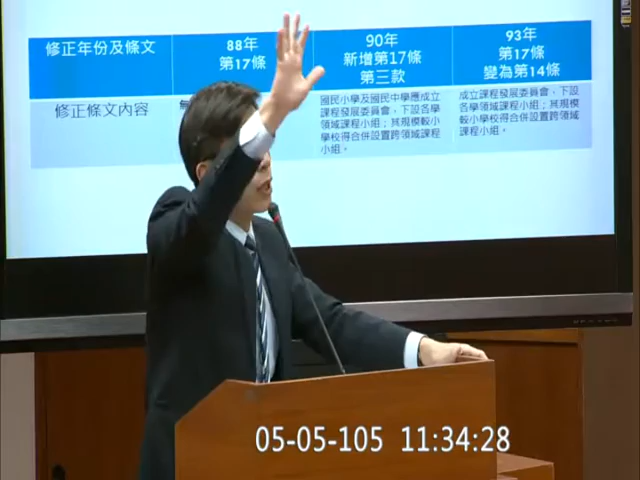 修正年份及條文
88年
第17條
90年
新增第17條
第三款
93年
第17條
變為第14條
修正條文內容
國民小學及國民中學應成立
課程發展委員會，下設各學
領域課程小組；其規模較小
學校得合併設置跨領域課程
小組。
成立課程發展委員會，下設
各學領域課程小組；其規模
較小學校得合併設置跨領域
課程小組。
05-05-105 11:34:28